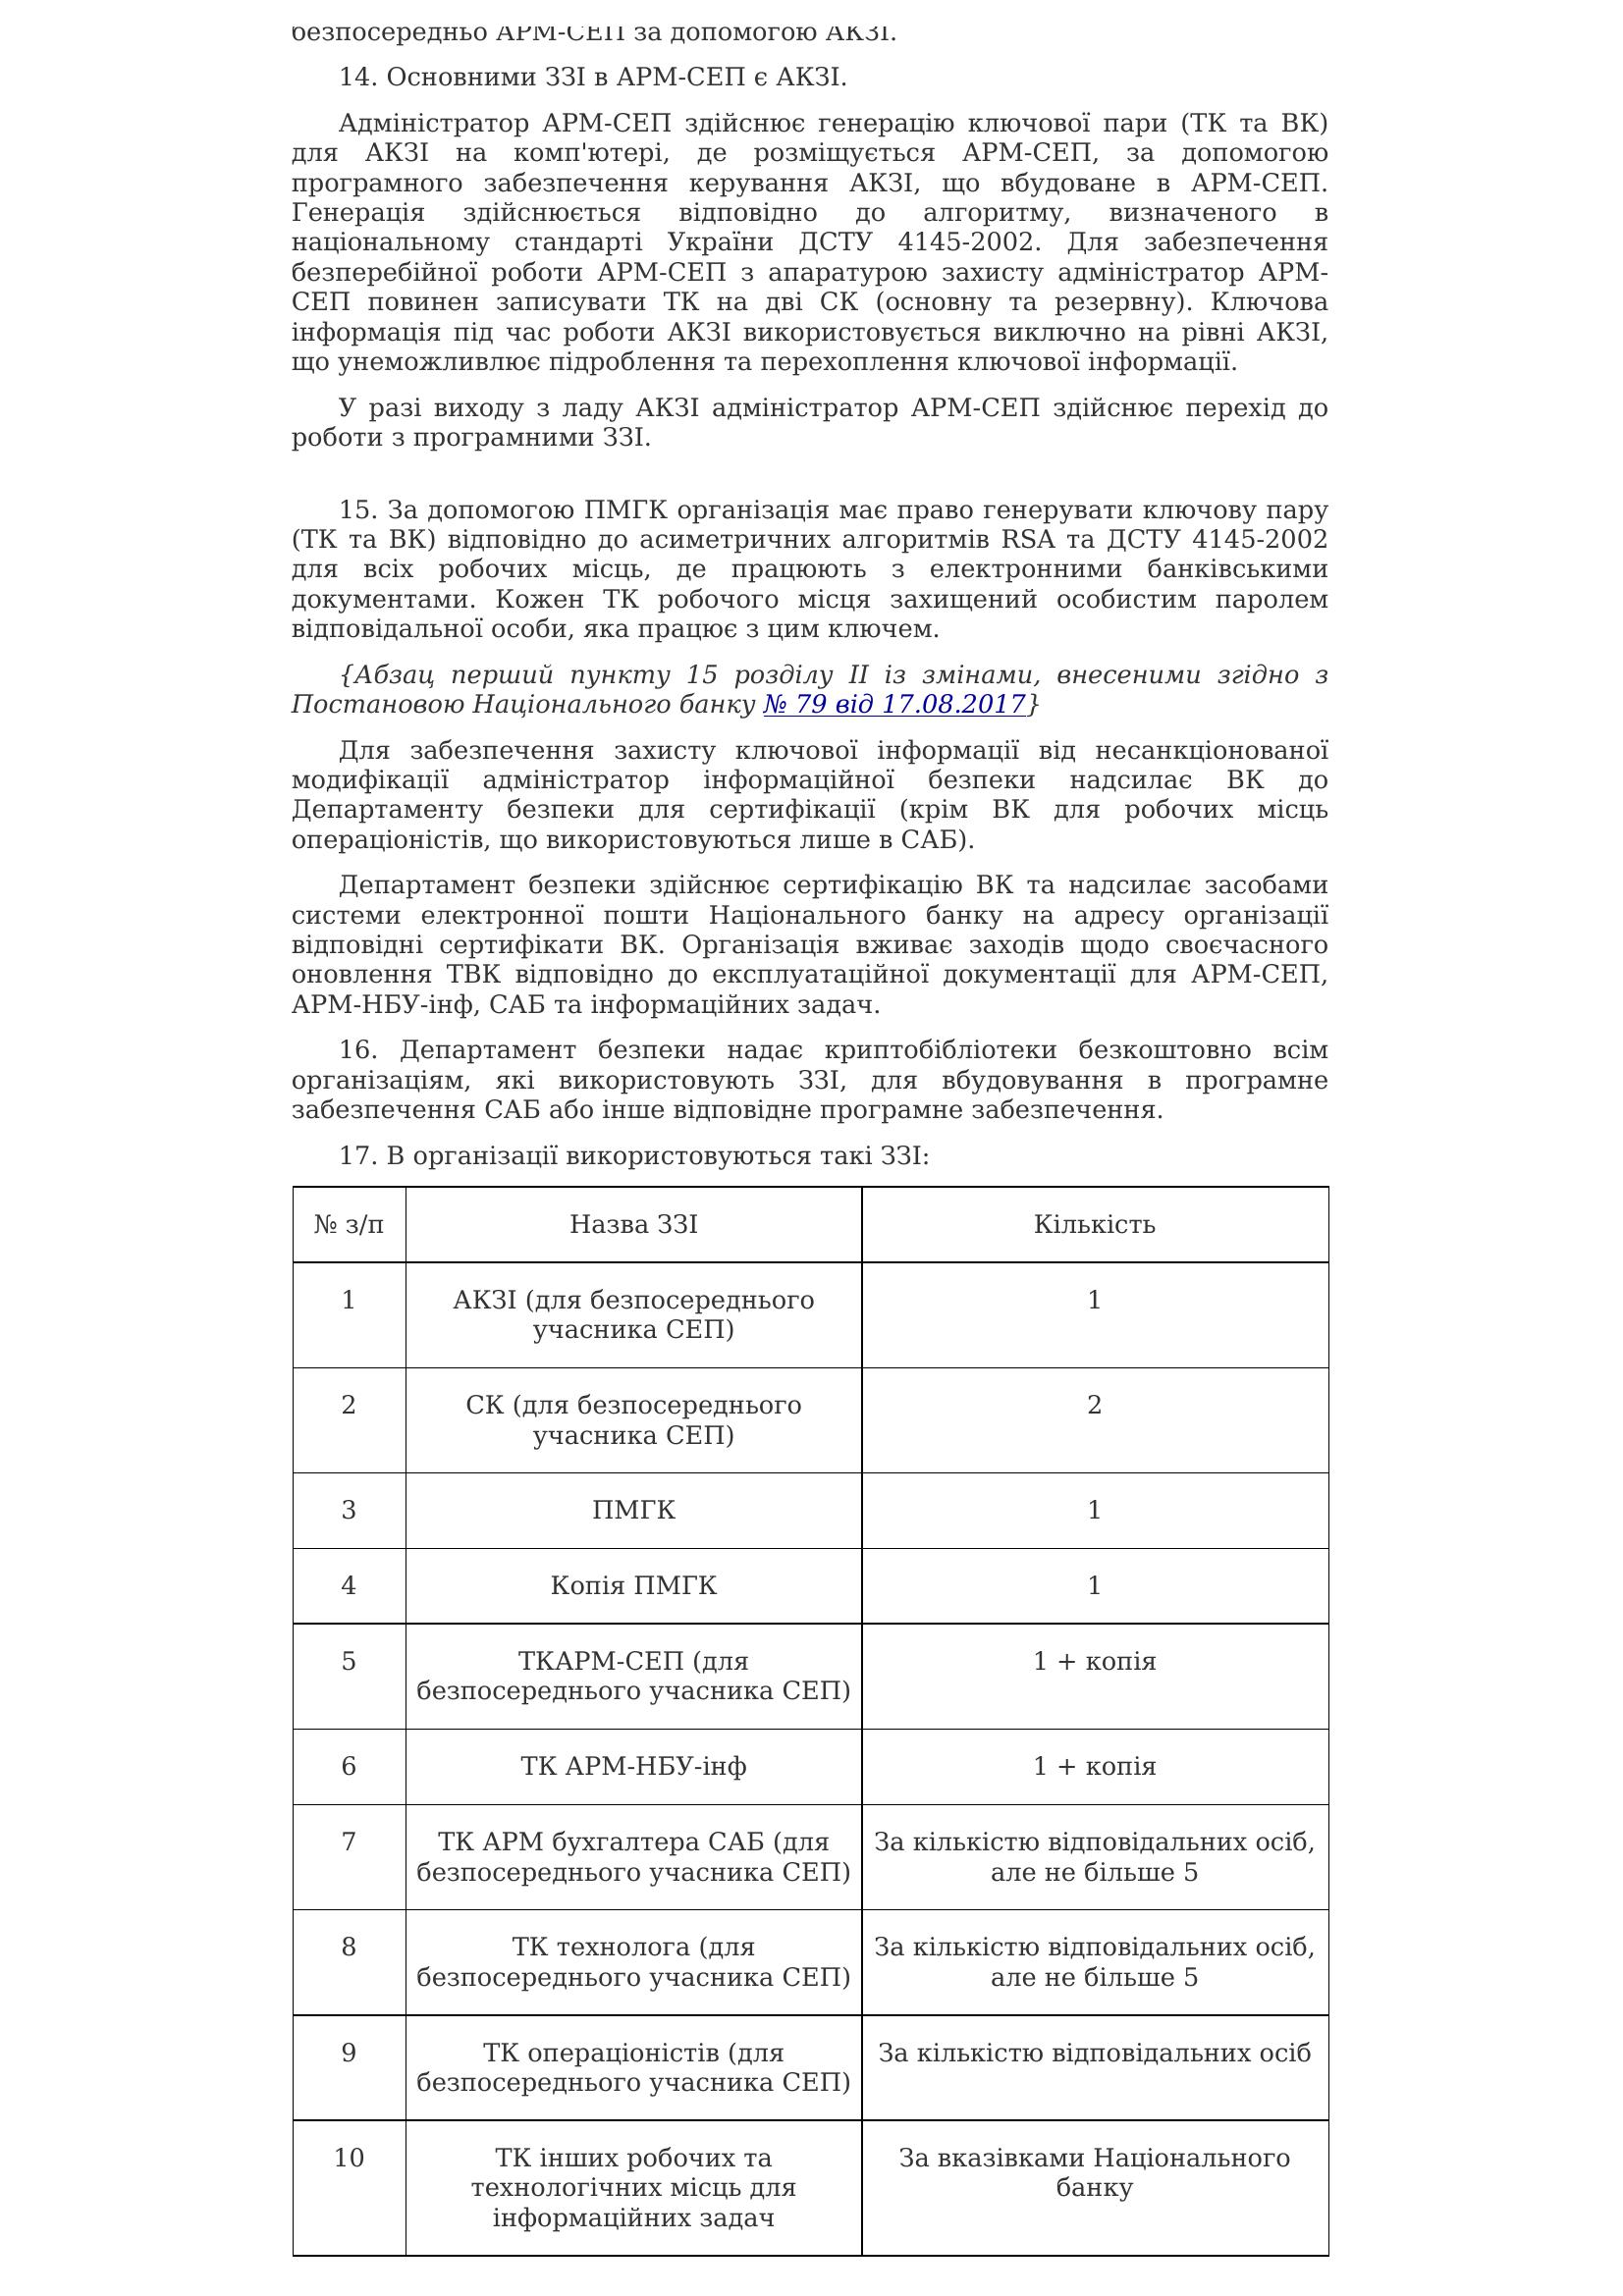 безпосередньо АРМ-СЕП за допомогою АКЗІ.
14. Основними ЗЗІ в АРМ-СЕП є АКЗІ.
Адміністратор АРМ-СЕП здійснює генерацію ключової пари (ТК та ВК)
для АКЗІ на комп'ютері, де розміщується АРМ-СЕП, за допомогою
програмного забезпечення керування АКЗІ, що вбудоване в АРМ-СЕП.
Генерація здійснюється відповідно до алгоритму, визначеного в
національному стандарті України ДСТУ 4145-2002. Для забезпечення
безперебійної роботи АРМ-СЕП з апаратурою захисту адміністратор АРМ-
СЕП повинен записувати ТК на дві СК (основну та резервну). Ключова
інформація під час роботи АКЗІ використовується виключно на рівні АКЗІ,
що унеможливлює підроблення та перехоплення ключової інформації.
У разі виходу з ладу АКЗІ адміністратор АРМ-СЕП здійснює перехід до
роботи з програмними ЗЗІ.
15. За допомогою ПМГК організація має право генерувати ключову пару
(ТК та ВК) відповідно до асиметричних алгоритмів RSA та ДСТУ 4145-2002
для всіх робочих місць, де працюють з електронними банківськими
документами. Кожен ТК робочого місця захищений особистим паролем
відповідальної особи, яка працює з цим ключем.
{Абзац перший пункту 15 розділу II із змінами, внесеними згідно з
Постановою Національного банку № 79 від 17.08.2017}
Для забезпечення захисту ключової інформації від несанкціонованої
модифікації адміністратор інформаційної безпеки надсилає ВК до
Департаменту безпеки для сертифікації (крім ВК для робочих місць
операціоністів, що використовуються лише в САБ).
Департамент безпеки здійснює сертифікацію ВК та надсилає засобами
системи електронної пошти Національного банку на адресу організації
відповідні сертифікати ВК. Організація вживає заходів щодо своєчасного
оновлення ТВК відповідно до експлуатаційної документації для АРМ-СЕП,
АРМ-НБУ-інф, САБ та інформаційних задач.
16. Департамент безпеки надає криптобібліотеки безкоштовно всім
організаціям, які використовують ЗЗІ, для вбудовування в програмне
забезпечення САБ або інше відповідне програмне забезпечення.
17. В організації використовуються такі ЗЗІ:
№ з/п Назва ЗЗІ Кількість
1 АКЗІ (для безпосереднього 1
учасника СЕП)
2 СК (для безпосереднього 2
учасника СЕП)
3 ПМГК 1
4 Копія ПМГК 1
5 ТКАРМ-СЕП (для 1 + копія
безпосереднього учасника СЕП)
6 ТК АРМ-НБУ-інф 1 + копія
7 ТК АРМ бухгалтера САБ (для За кількістю відповідальних осіб,
безпосереднього учасника СЕП) але не більше 5
8 ТК технолога (для За кількістю відповідальних осіб,
безпосереднього учасника СЕП) але не більше 5
9 ТК операціоністів (для За кількістю відповідальних осіб
безпосереднього учасника СЕП)
10 ТК інших робочих та За вказівками Національного
технологічних місць для банку
інформаційних задач